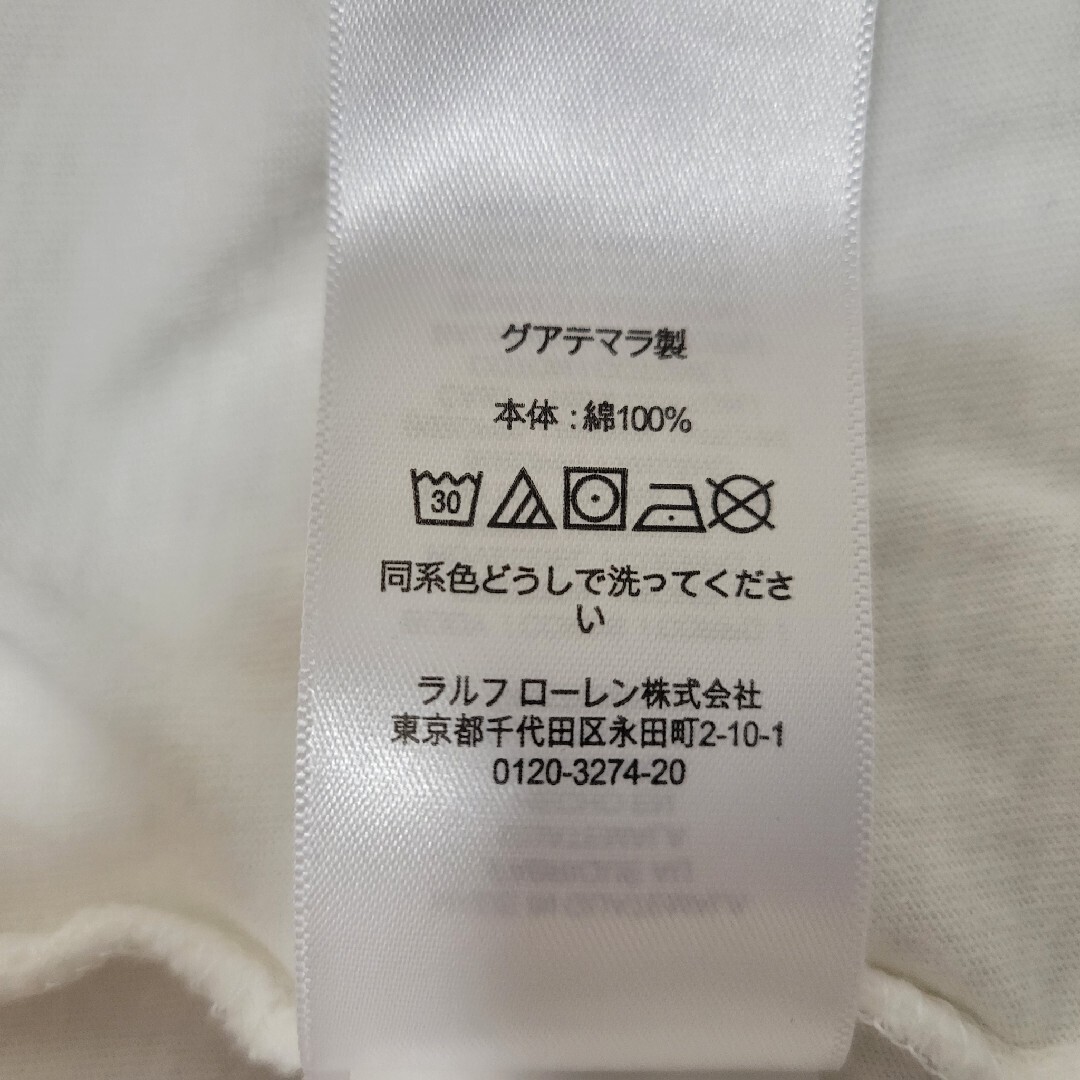 グアテマラ製
本体:綿100%
30
同系色どうしで洗ってくださ
い
ラルフ ローレン株式会社
東京都千代田区永田町2-10-1
0120-3274-20